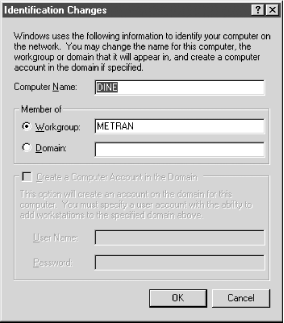 Identification Changes
Windows uses the following information to identify your computer on
the network. You may change the name for this computer, the
workgroup or domain that it will appear in, and create a computer
account in the domain if specified.
Computer Name: DINE
Member of
Workgroup: METRAN
Domain:
Create a Computer Account in the Domain
This option will create an account on the domain for this
computer. You must specify a user account with the ability to
add workstations to the specified domain above.
User Name:
Password:
OK Cancel